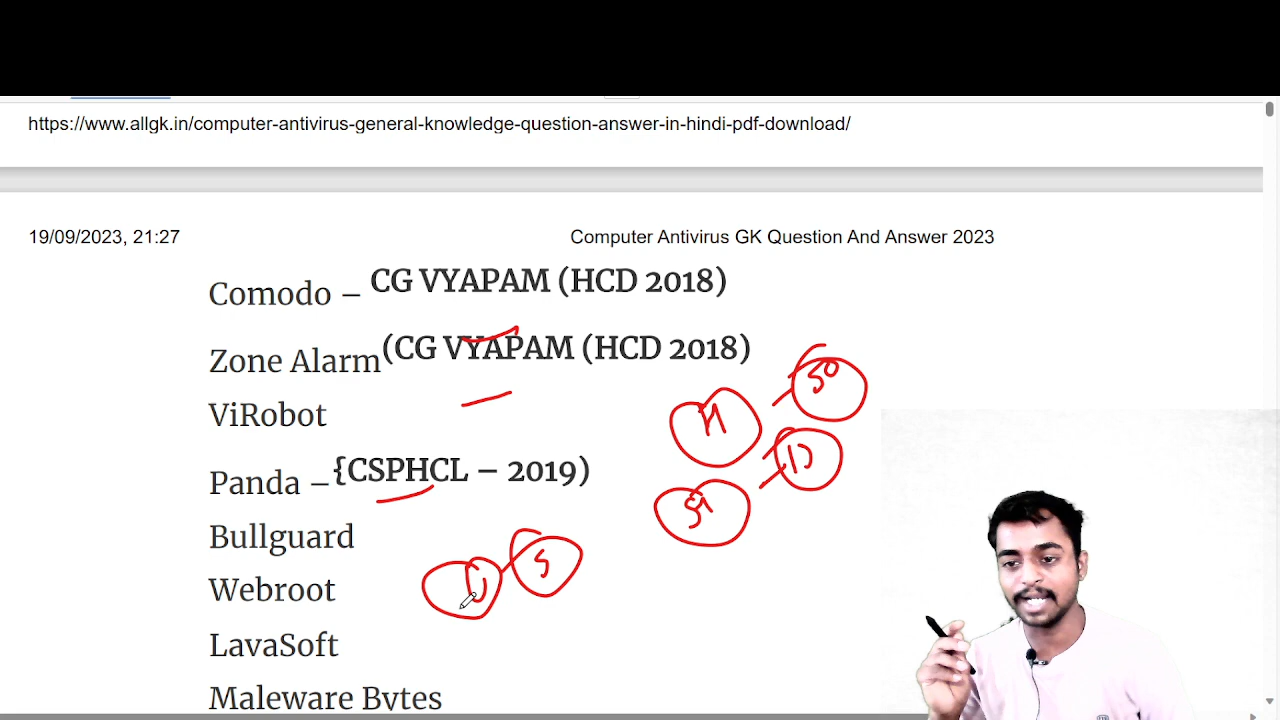 https://www.allgk.in/computer-antivirus-general-knowledge-question-answer-in-hindi-pdf-download/
19/09/2023, 21:27 Computer Antivirus GK Question And Answer 2023
Comodo – CG VYAPAM (HCD 2018)
Zone Alarm(CG VYAPAM (HCD 2018)
ViRobot
Panda –{CSPHCL – 2019)
Bullguard
Webroot
LavaSoft
Maleware Bytes